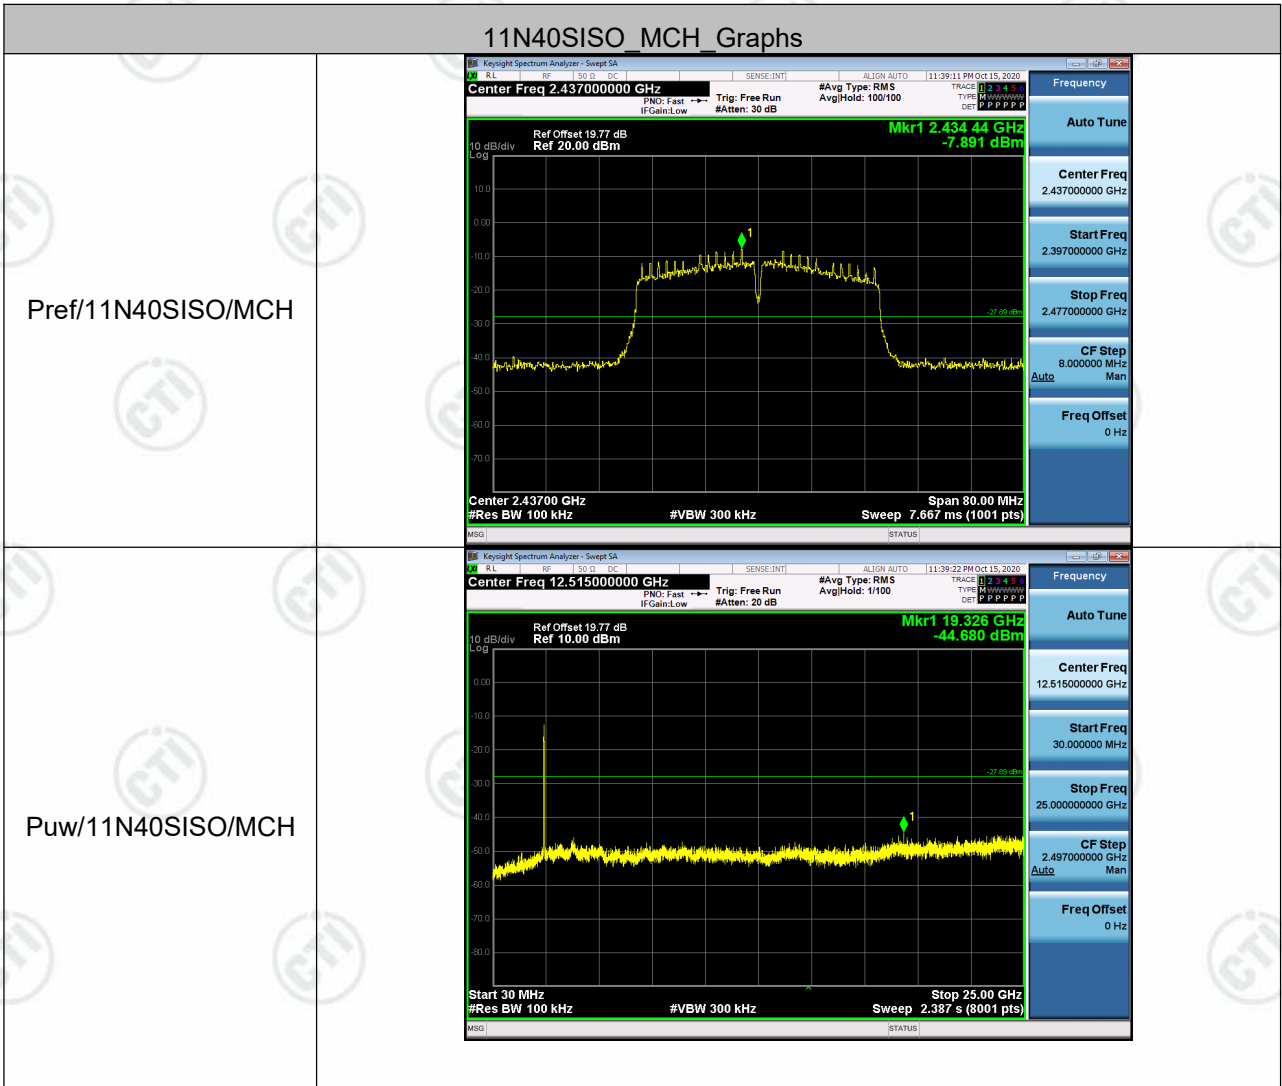 11N40SISO_MCH_Graphs
Pref/11N40SISO/MCH
Keysight Spectrum Analyzer - Swept SA
RL RF 50 Ω DC SENSE:INT ALIGN AUTO 11:39:11 PM Oct 15, 2020
Center Freq 2.437000000 GHz
PNO: Fast
IFGain:Low
Trig: Free Run
#Atten: 30 dB
#Avg Type: RMS
Avg|Hold: 100/100
TRACE 1 2 3 4 5 6
TYPE M W W W W W
DET P P P P P P
Mkr1 2.434 44 GHz
-7.891 dBm
Ref Offset 19.77 dB
10 dB/div Ref 20.00 dBm
Log
10.0
0.00
-10.0
-20.0
-30.0
-40.0
-50.0
-60.0
-70.0
1
-27.89 dBm
Center 2.43700 GHz Span 80.00 MHz
#Res BW 100 kHz #VBW 300 kHz Sweep 7.667 ms (1001 pts)
MSG STATUS
Frequency
Auto Tune
Center Freq
2.437000000 GHz
Start Freq
2.397000000 GHz
Stop Freq
2.477000000 GHz
CF Step
8.000000 MHz
Auto Man
Freq Offset
0 Hz
Puw/11N40SISO/MCH
Keysight Spectrum Analyzer - Swept SA
RL RF 50 Ω DC SENSE:INT ALIGN AUTO 11:39:22 PM Oct 15, 2020
Center Freq 12.515000000 GHz
PNO: Fast
IFGain:Low
Trig: Free Run
#Atten: 20 dB
#Avg Type: RMS
Avg|Hold: 1/100
TRACE 1 2 3 4 5 6
TYPE M W W W W W
DET P P P P P P
Mkr1 19.326 GHz
-44.680 dBm
Ref Offset 19.77 dB
10 dB/div Ref 10.00 dBm
Log
0.00
-10.0
-20.0
-30.0
-40.0
-50.0
-60.0
-70.0
-80.0
1
-27.89 dBm
Start 30 MHz Stop 25.00 GHz
#Res BW 100 kHz #VBW 300 kHz Sweep 2.387 s (8001 pts)
MSG STATUS
Frequency
Auto Tune
Center Freq
12.515000000 GHz
Start Freq
30.000000 MHz
Stop Freq
25.000000000 GHz
CF Step
2.497000000 GHz
Auto Man
Freq Offset
0 Hz
CTI